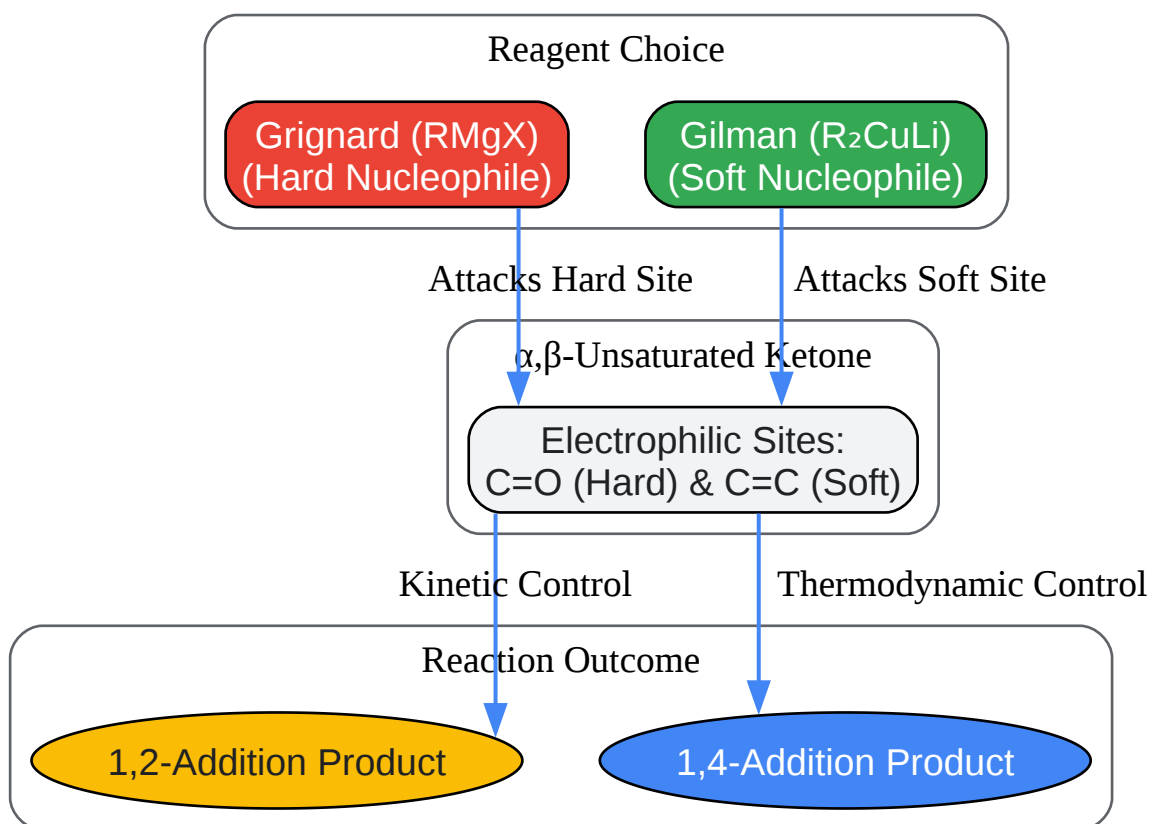 Reagent Choice
Grignard (RMgX)
(Hard Nucleophile)
Gilman (R₂CuLi)
(Soft Nucleophile)
Attacks Hard Site
Attacks Soft Site
α,β-Unsaturated Ketone
Electrophilic Sites:
C=O (Hard) & C=C (Soft)
Kinetic Control
Thermodynamic Control
Reaction Outcome
1,2-Addition Product
1,4-Addition Product